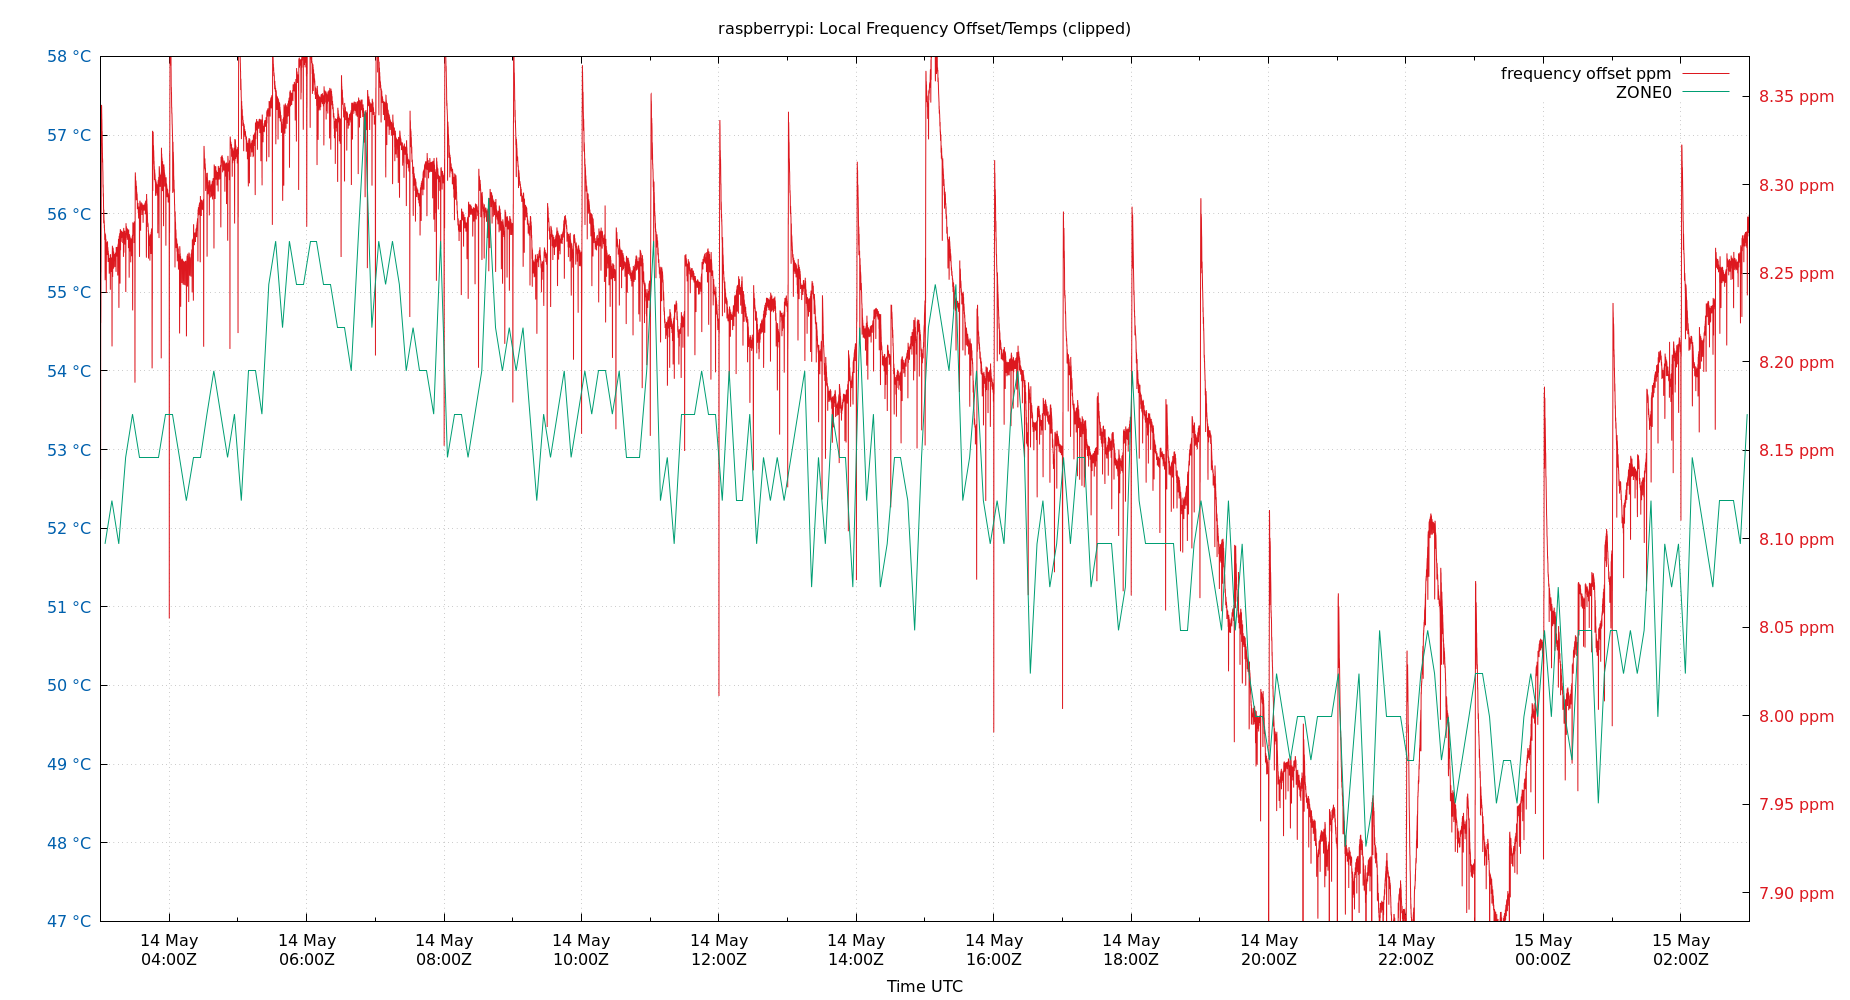 raspberrypi: Local Frequency Offset/Temps (clipped)
frequency offset ppm
ZONE0
58 °C
57 °C
56 °C
55 °C
54 °C
53 °C
52 °C
51 °C
50 °C
49 °C
48 °C
47 °C
8.35 ppm
8.30 ppm
8.25 ppm
8.20 ppm
8.15 ppm
8.10 ppm
8.05 ppm
8.00 ppm
7.95 ppm
7.90 ppm
14 May 14 May 14 May 14 May 14 May 14 May 14 May 14 May 14 May 14 May 15 May 15 May
04:00Z 06:00Z 08:00Z 10:00Z 12:00Z 14:00Z 16:00Z 18:00Z 20:00Z 22:00Z 00:00Z 02:00Z
Time UTC